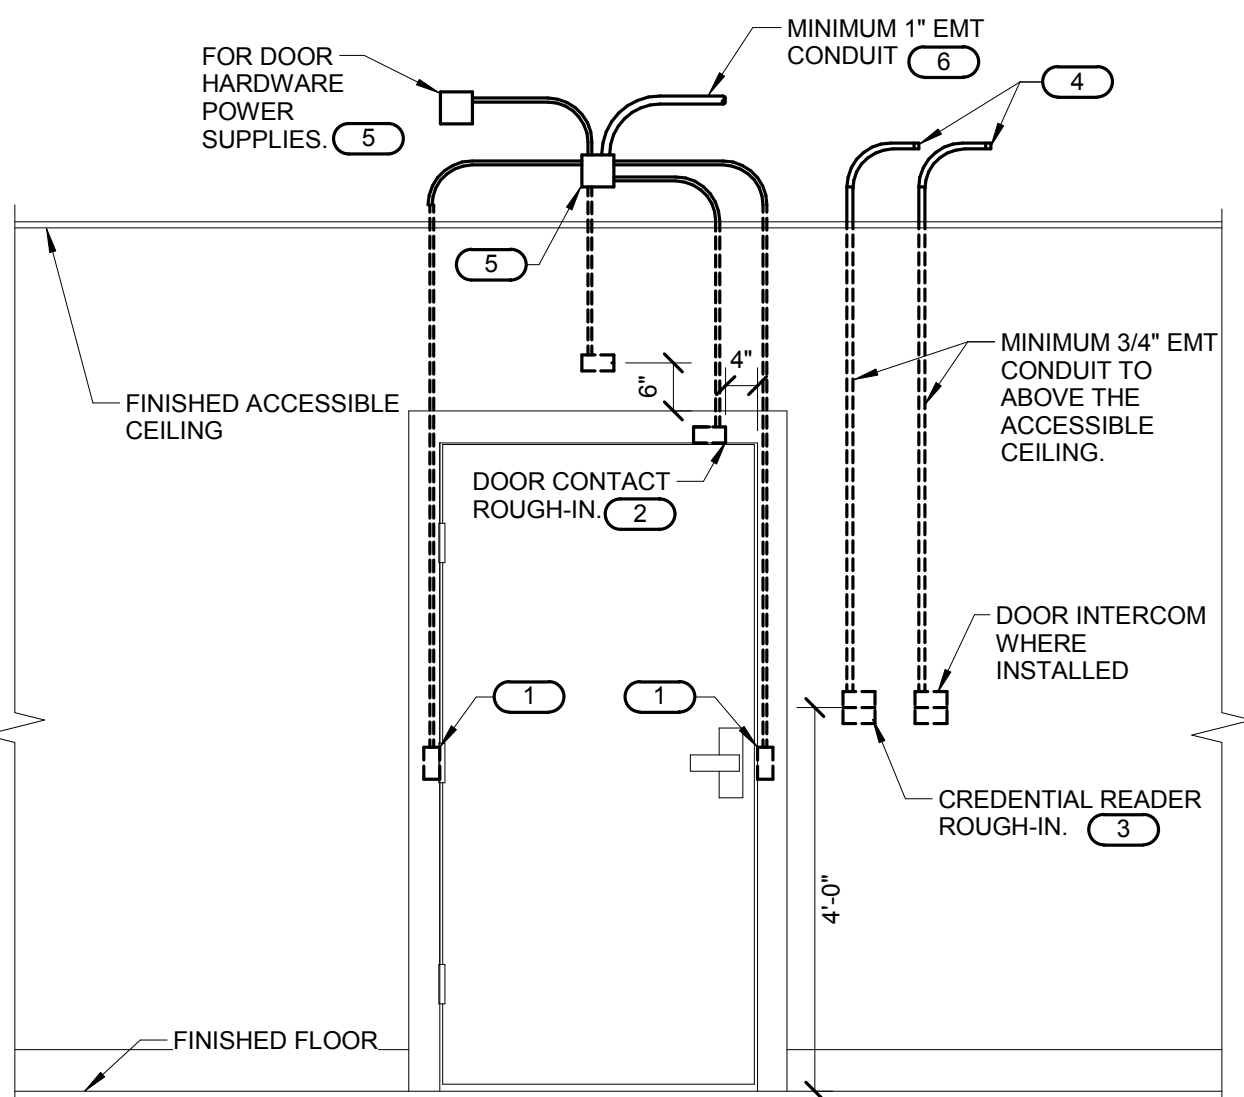 FOR DOOR
HARDWARE
POWER
SUPPLIES. 5
MINIMUM 1" EMT
CONDUIT 6
4
5
FINISHED ACCESSIBLE
CEILING
6"
4"
MINIMUM 3/4" EMT
CONDUIT TO
ABOVE THE
ACCESSIBLE
CEILING.
DOOR CONTACT
ROUGH-IN. 2
DOOR INTERCOM
WHERE
INSTALLED
1
1
CREDENTIAL READER
ROUGH-IN. 3
4'-0"
FINISHED FLOOR